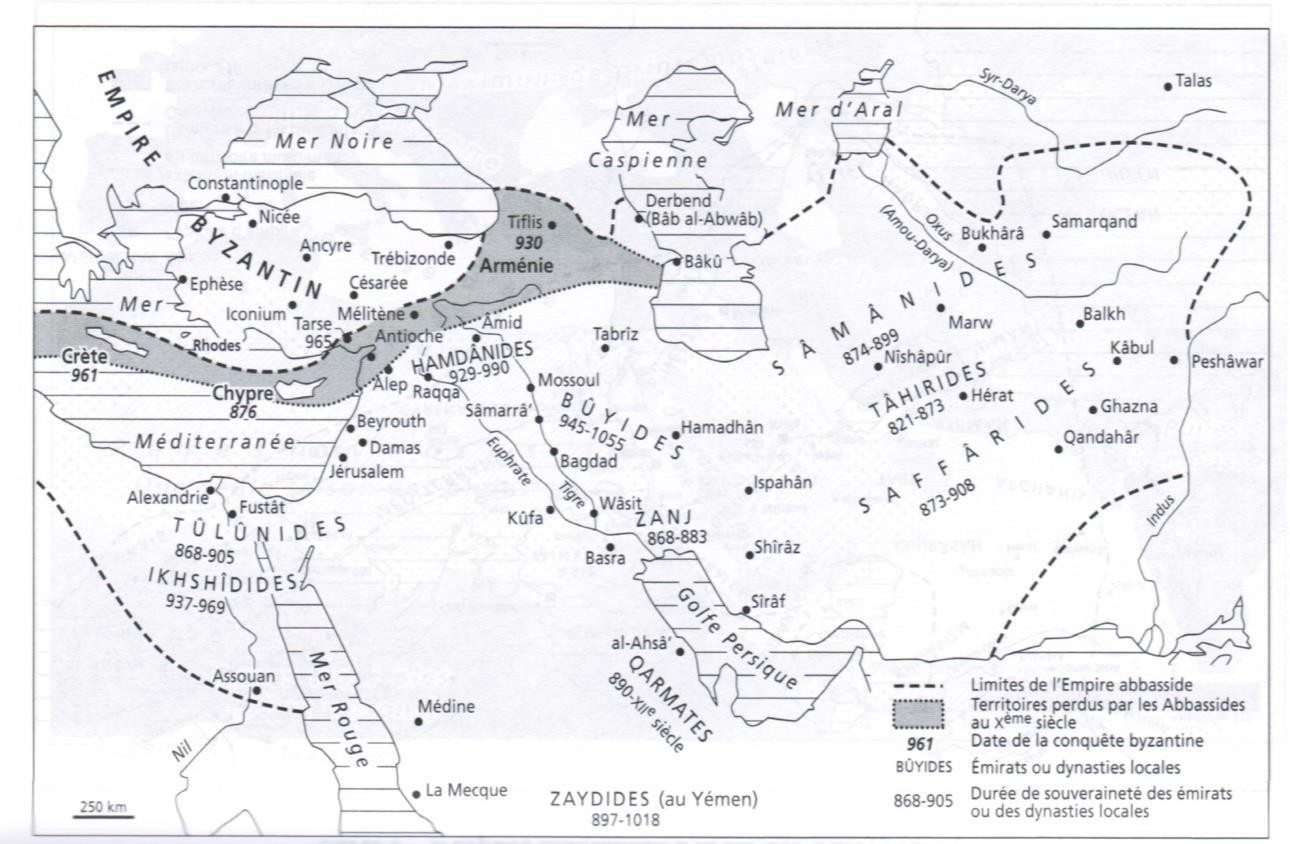 EMPIRE
BYZANTIN
Mer Noire
Constantinople
Nicée
Ancyre
Trébizonde
Ephèse
Césarée
Iconium
Mélitène
Tarse
965
Antioche
Mer
Rhodes
Crète
961
Chypre
876
Méditerranée
Tiflis
930
Arménie
Mer
Caspienne
Derbend
(Bâb al-Abwâb)
Bâkû
Mer d'Aral
Syr-Darya
Talas
Oxus
(Amou-Darya)
Bukhârâ
Samarqand
SÂMÂNIDES
874-899
Marw
Balkh
Nîshâpûr
Kâbul
Peshâwar
TÂHIRIDES
821-873
Hérat
Ghazna
Qandahâr
SAFFÂRIDES
873-908
Indus
Âmid
Tabrîz
HAMDÂNIDES
929-990
Alep
Raqqa
Mossoul
BÛYIDES
945-1055
Sâmarrâ'
Hamadhân
Beyrouth
Damas
Jérusalem
Euphrate
Tigre
Bagdad
Ispahân
Wâsit
Kûfa
ZANJ
868-883
Basra
Shîrâz
Sîrâf
Golfe Persique
Alexandrie
Fustât
TÛLÛNIDES
868-905
IKHSHÎDIDES
937-969
Assouan
Nil
Mer Rouge
Médine
La Mecque
al-Ahsâ'
QARMATES
890-XIIe siècle
ZAYDIDES (au Yémen)
897-1018
250 km
Limites de l'Empire abbasside
Territoires perdus par les Abbassides
au Xème siècle
961 Date de la conquête byzantine
BÛYIDES Émirats ou dynasties locales
868-905 Durée de souveraineté des émirats
ou des dynasties locales